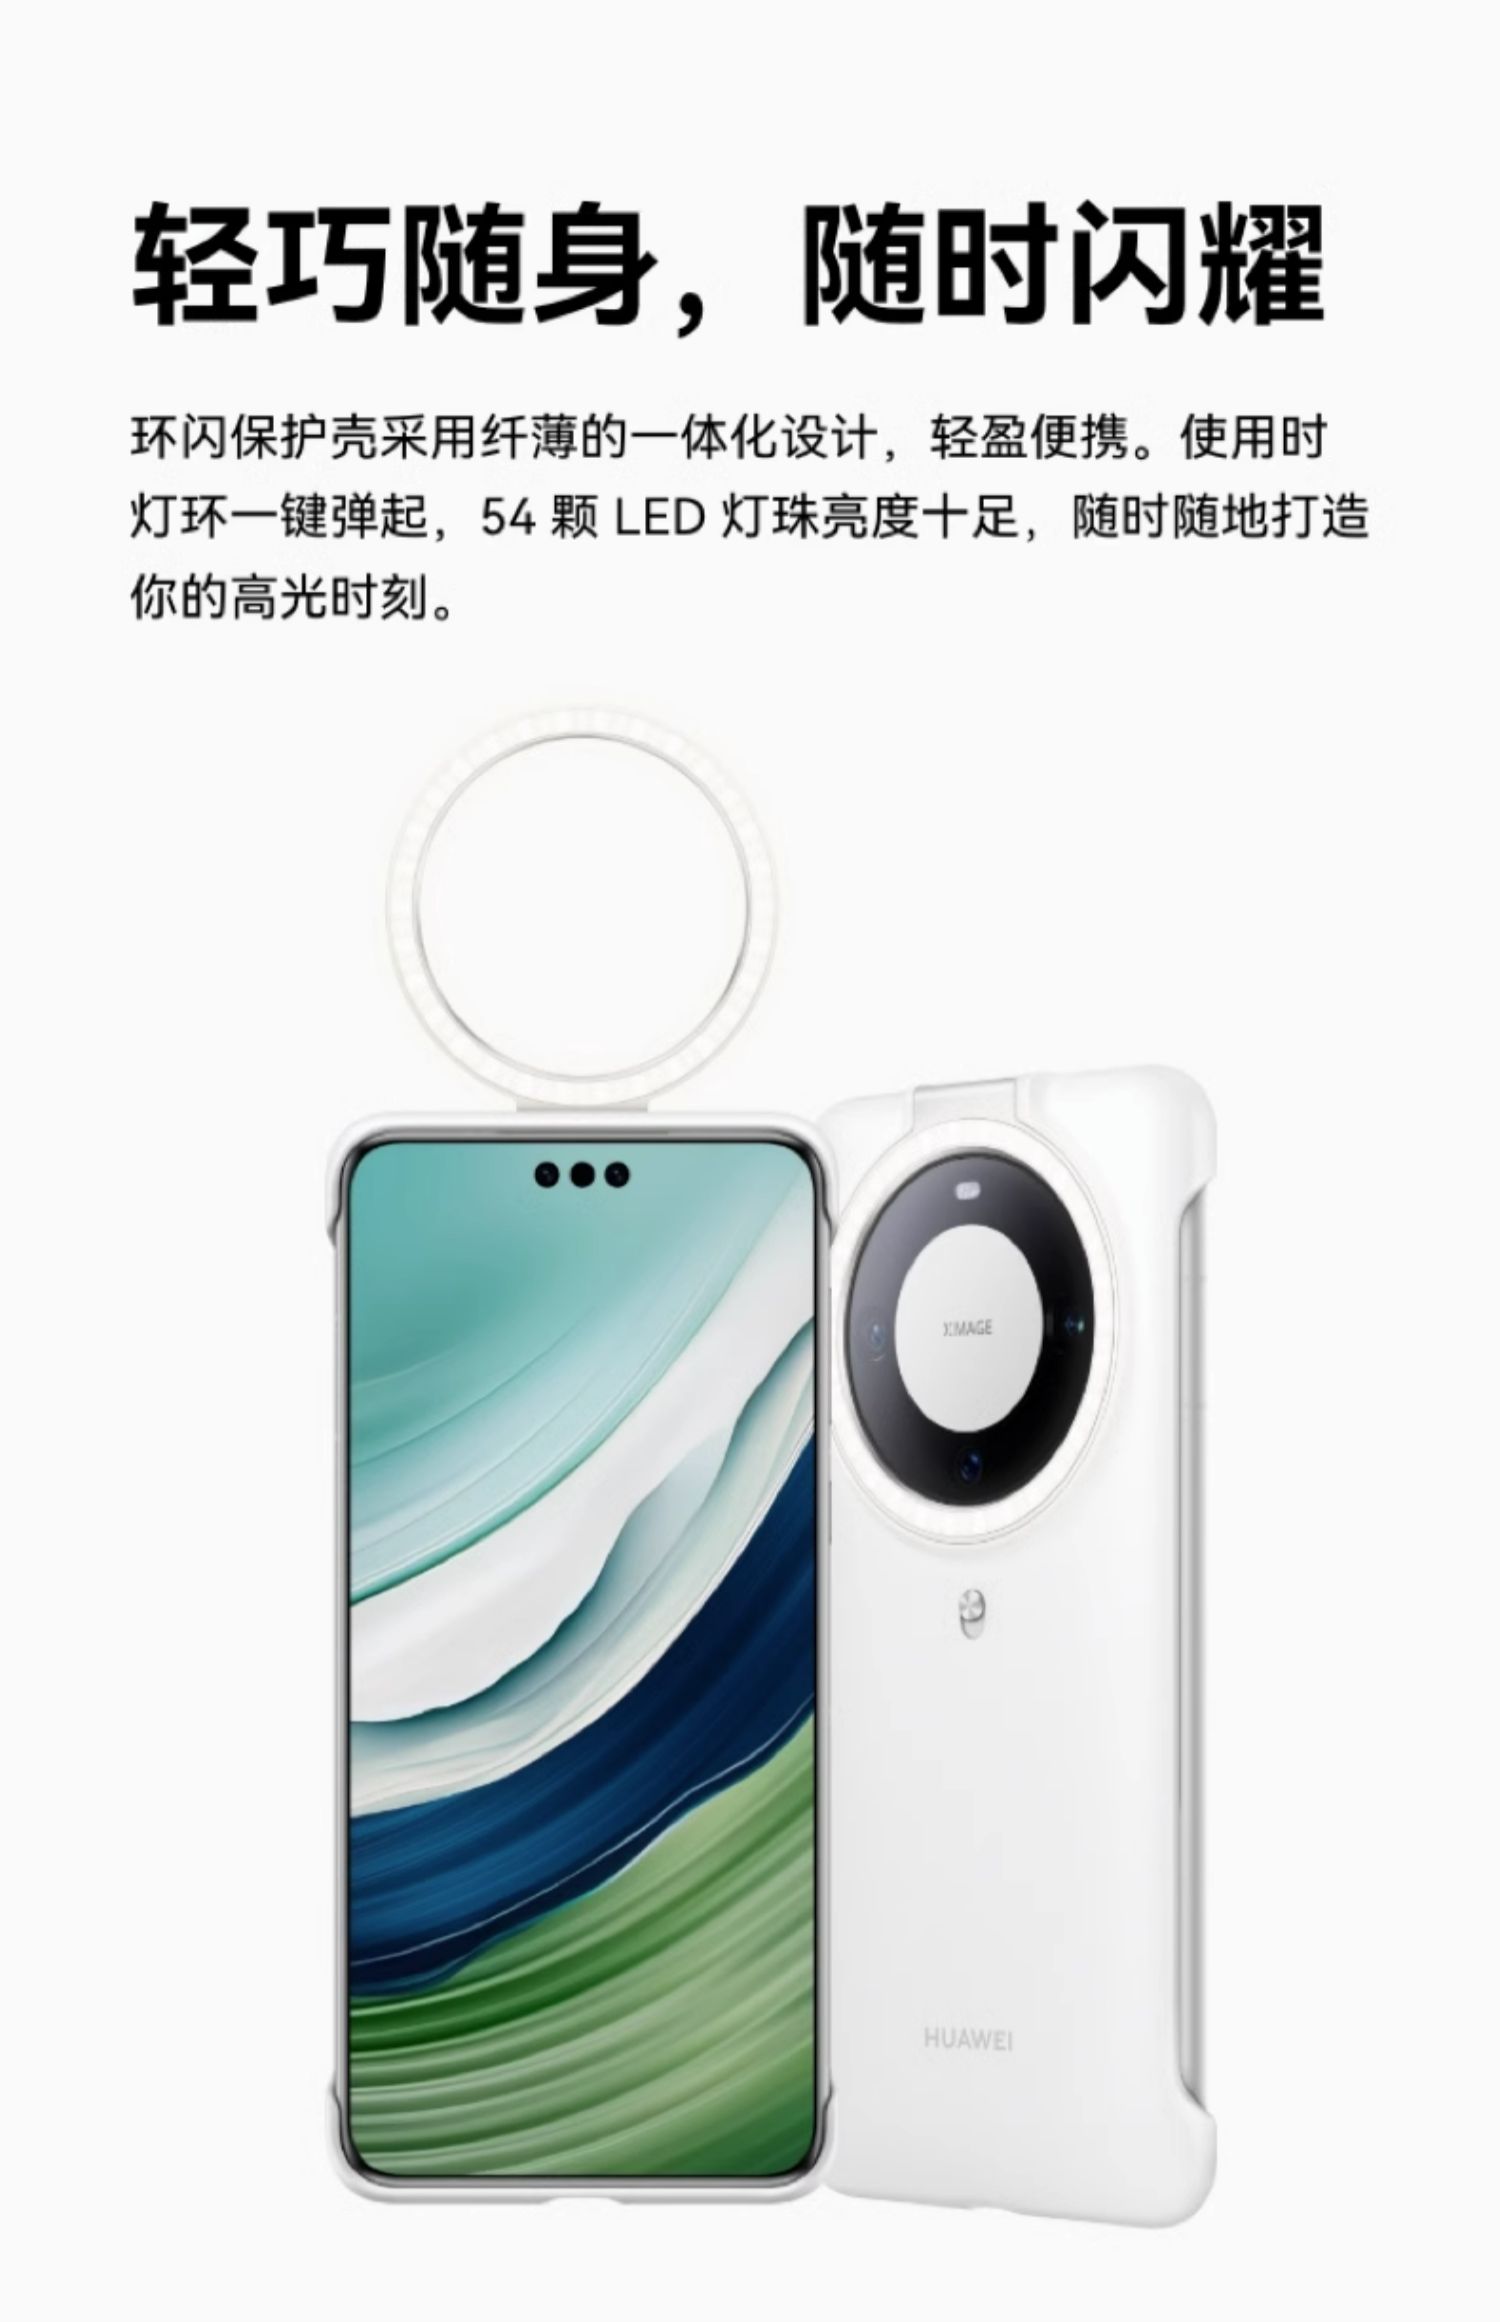 轻巧随身，随时闪耀
环闪保护壳采用纤薄的一体化设计，轻盈便携。使用时
灯环一键弹起，54 颗 LED 灯珠亮度十足，随时随地打造
你的高光时刻。
XMAGE
HUAWEI